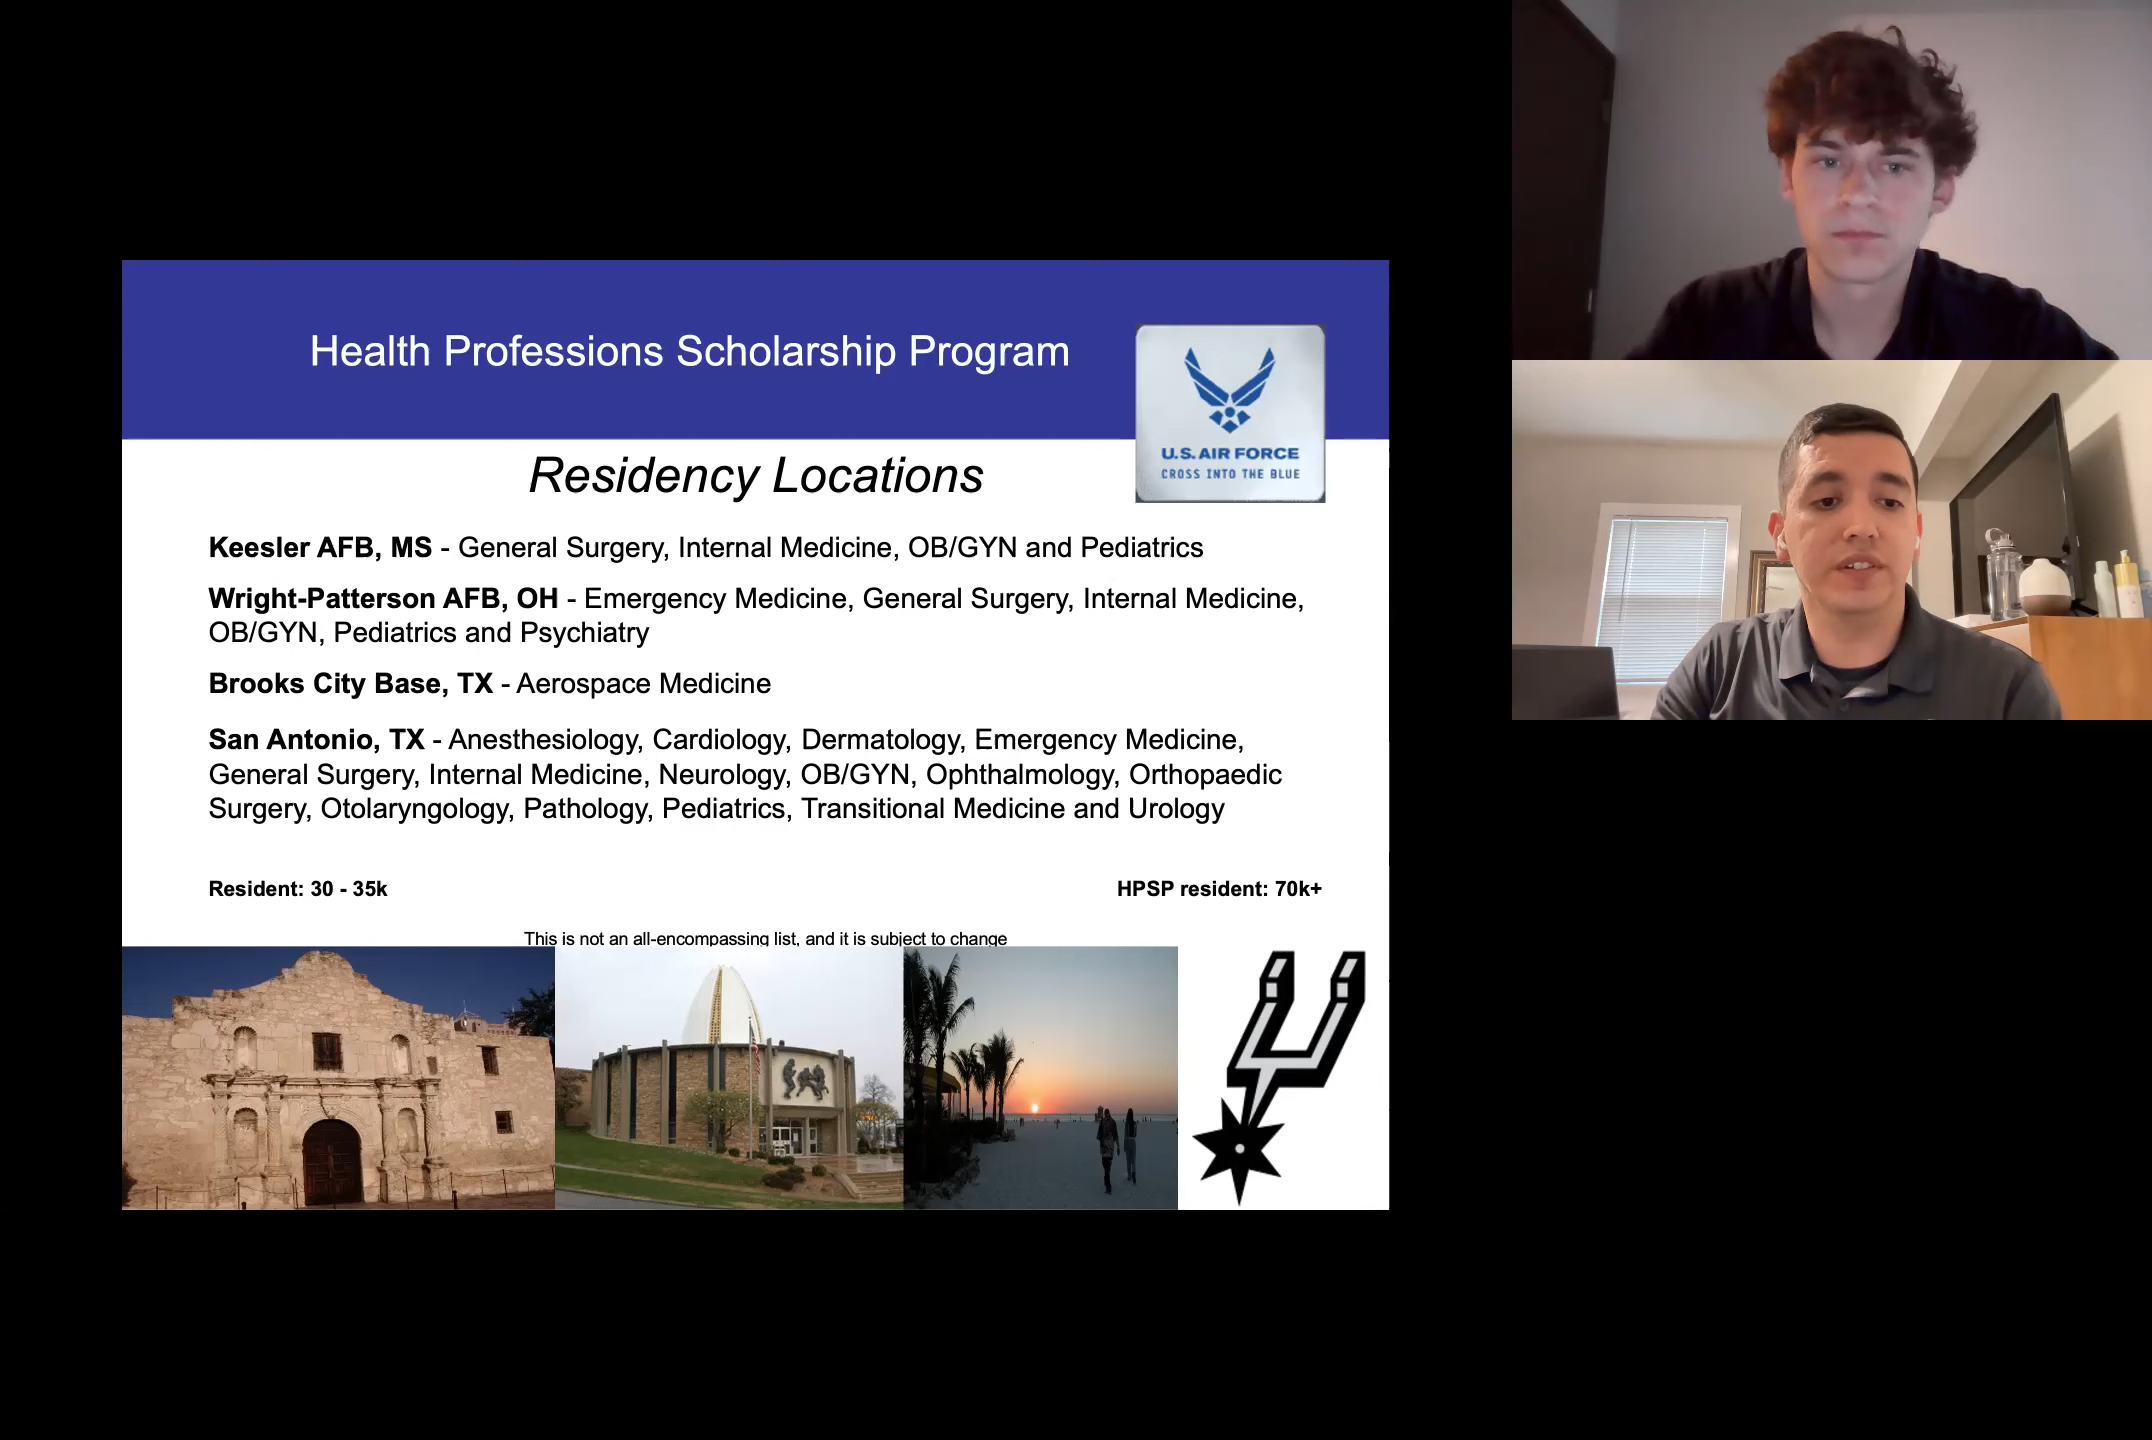 Health Professions Scholarship Program
U.S. AIR FORCE
CROSS INTO THE BLUE
Residency Locations
Keesler AFB, MS - General Surgery, Internal Medicine, OB/GYN and Pediatrics
Wright-Patterson AFB, OH - Emergency Medicine, General Surgery, Internal Medicine,
OB/GYN, Pediatrics and Psychiatry
Brooks City Base, TX - Aerospace Medicine
San Antonio, TX - Anesthesiology, Cardiology, Dermatology, Emergency Medicine,
General Surgery, Internal Medicine, Neurology, OB/GYN, Ophthalmology, Orthopaedic
Surgery, Otolaryngology, Pathology, Pediatrics, Transitional Medicine and Urology
Resident: 30 - 35k
HPSP resident: 70k+
This is not an all-encompassing list, and it is subject to change